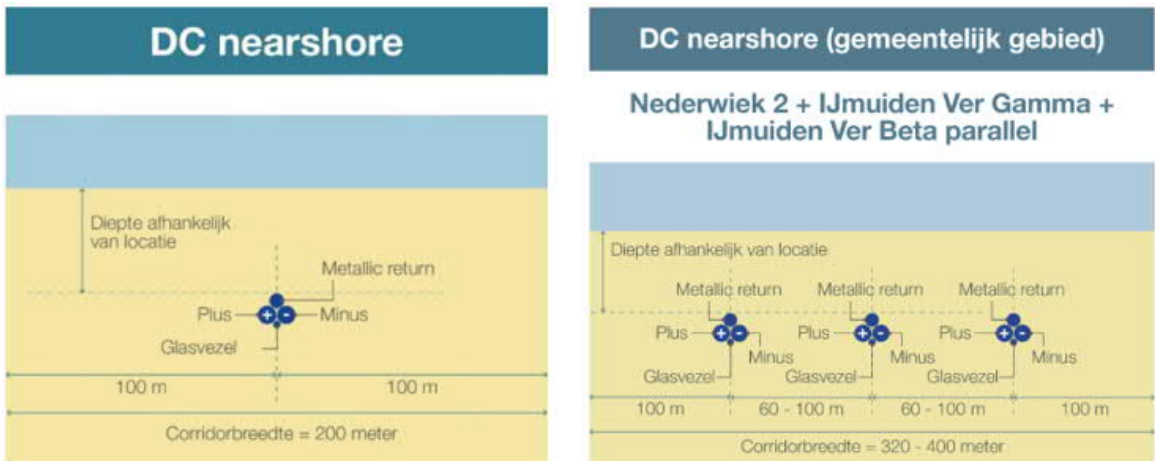 DC nearshore
Diepte afhankelijk
van locatie
Metallic return
Plus
+
-
Minus
Glasvezel
100 m
100 m
Corridorbreedte = 200 meter
DC nearshore (gemeentelijk gebied)
Nederwiek 2 + IJmuiden Ver Gamma +
IJmuiden Ver Beta parallel
Diepte afhankelijk van locatie
Metallic return
Metallic return
Metallic return
Plus
+
-
Plus
+
-
Plus
+
-
Minus
Minus
Minus
Glasvezel
Glasvezel
Glasvezel
100 m
60 - 100 m
60 - 100 m
100 m
Corridorbreedte = 320 - 400 meter